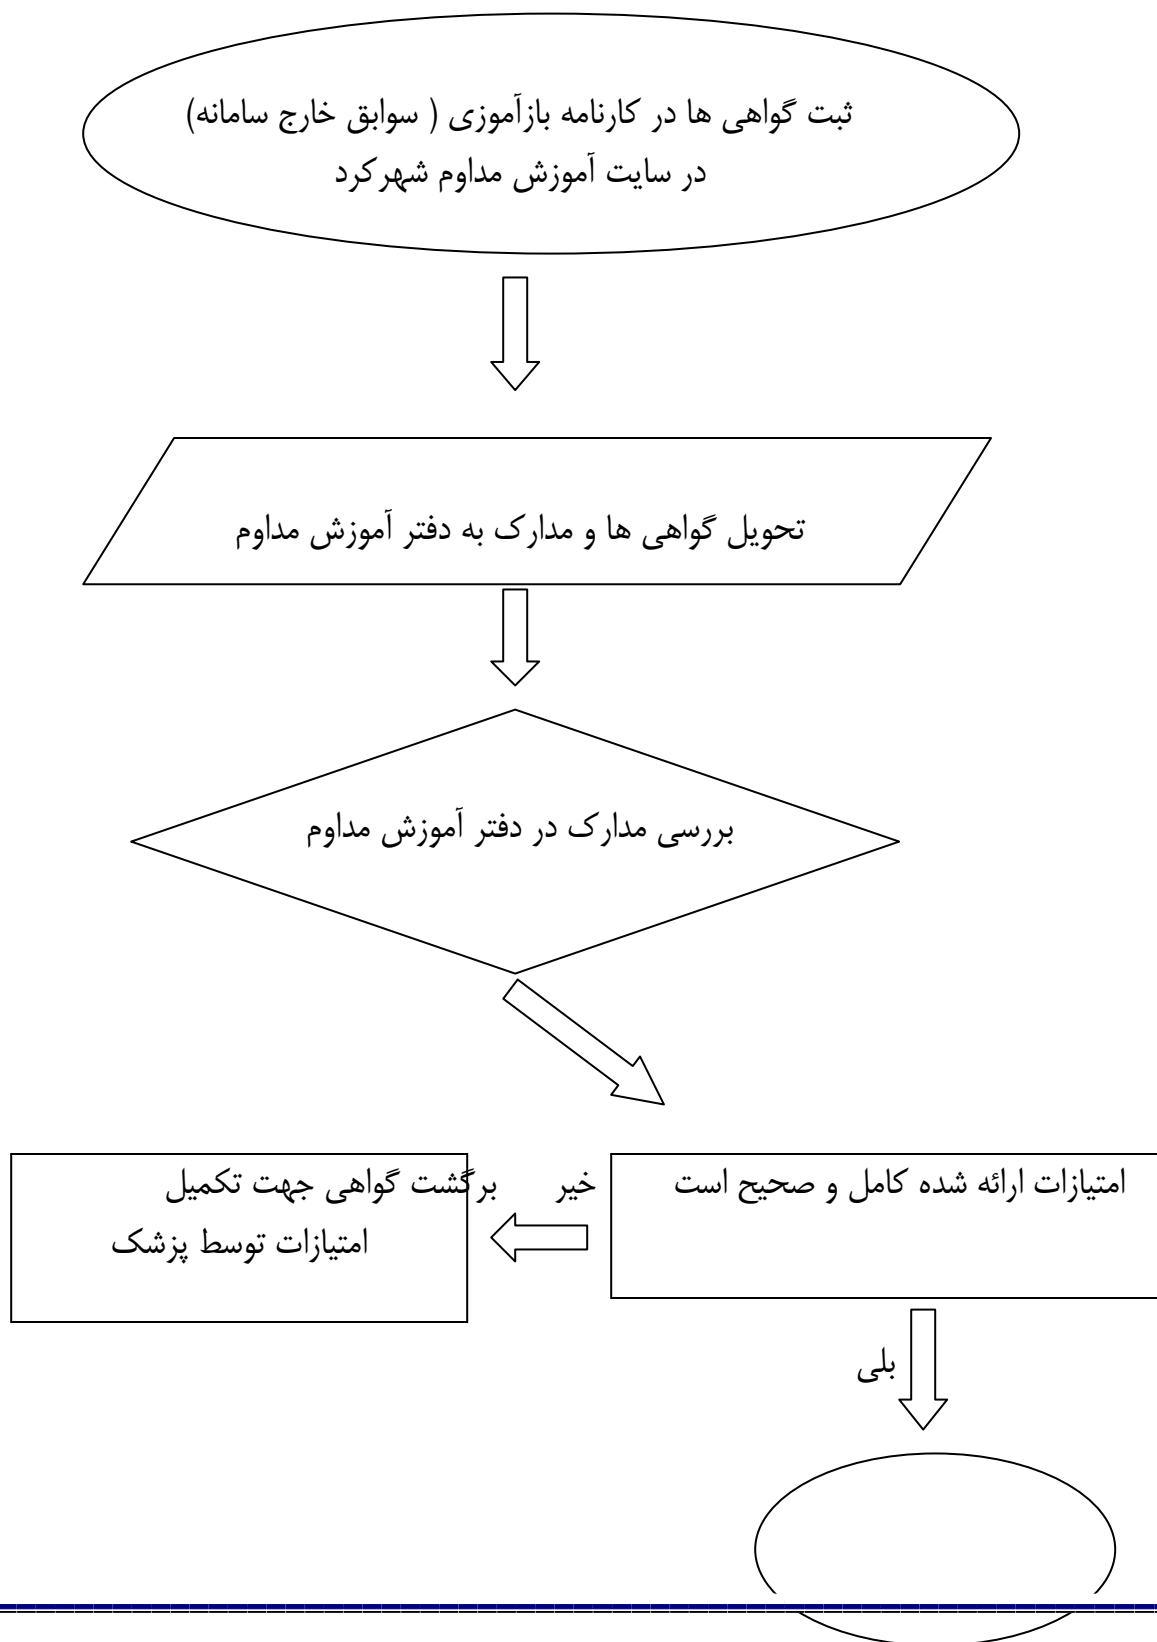 ثبت گواهی ها در کارنامه بازآموزی ( سوابق خارج سامانه)
در سایت آموزش مداوم شهرکرد
تحویل گواهی ها و مدارک به دفتر آموزش مداوم
بررسی مدارک در دفتر آموزش مداوم
امتیازات ارائه شده کامل و صحیح است خیر برگشت گواهی جهت تکمیل
امتیازات توسط پزشک
بلی